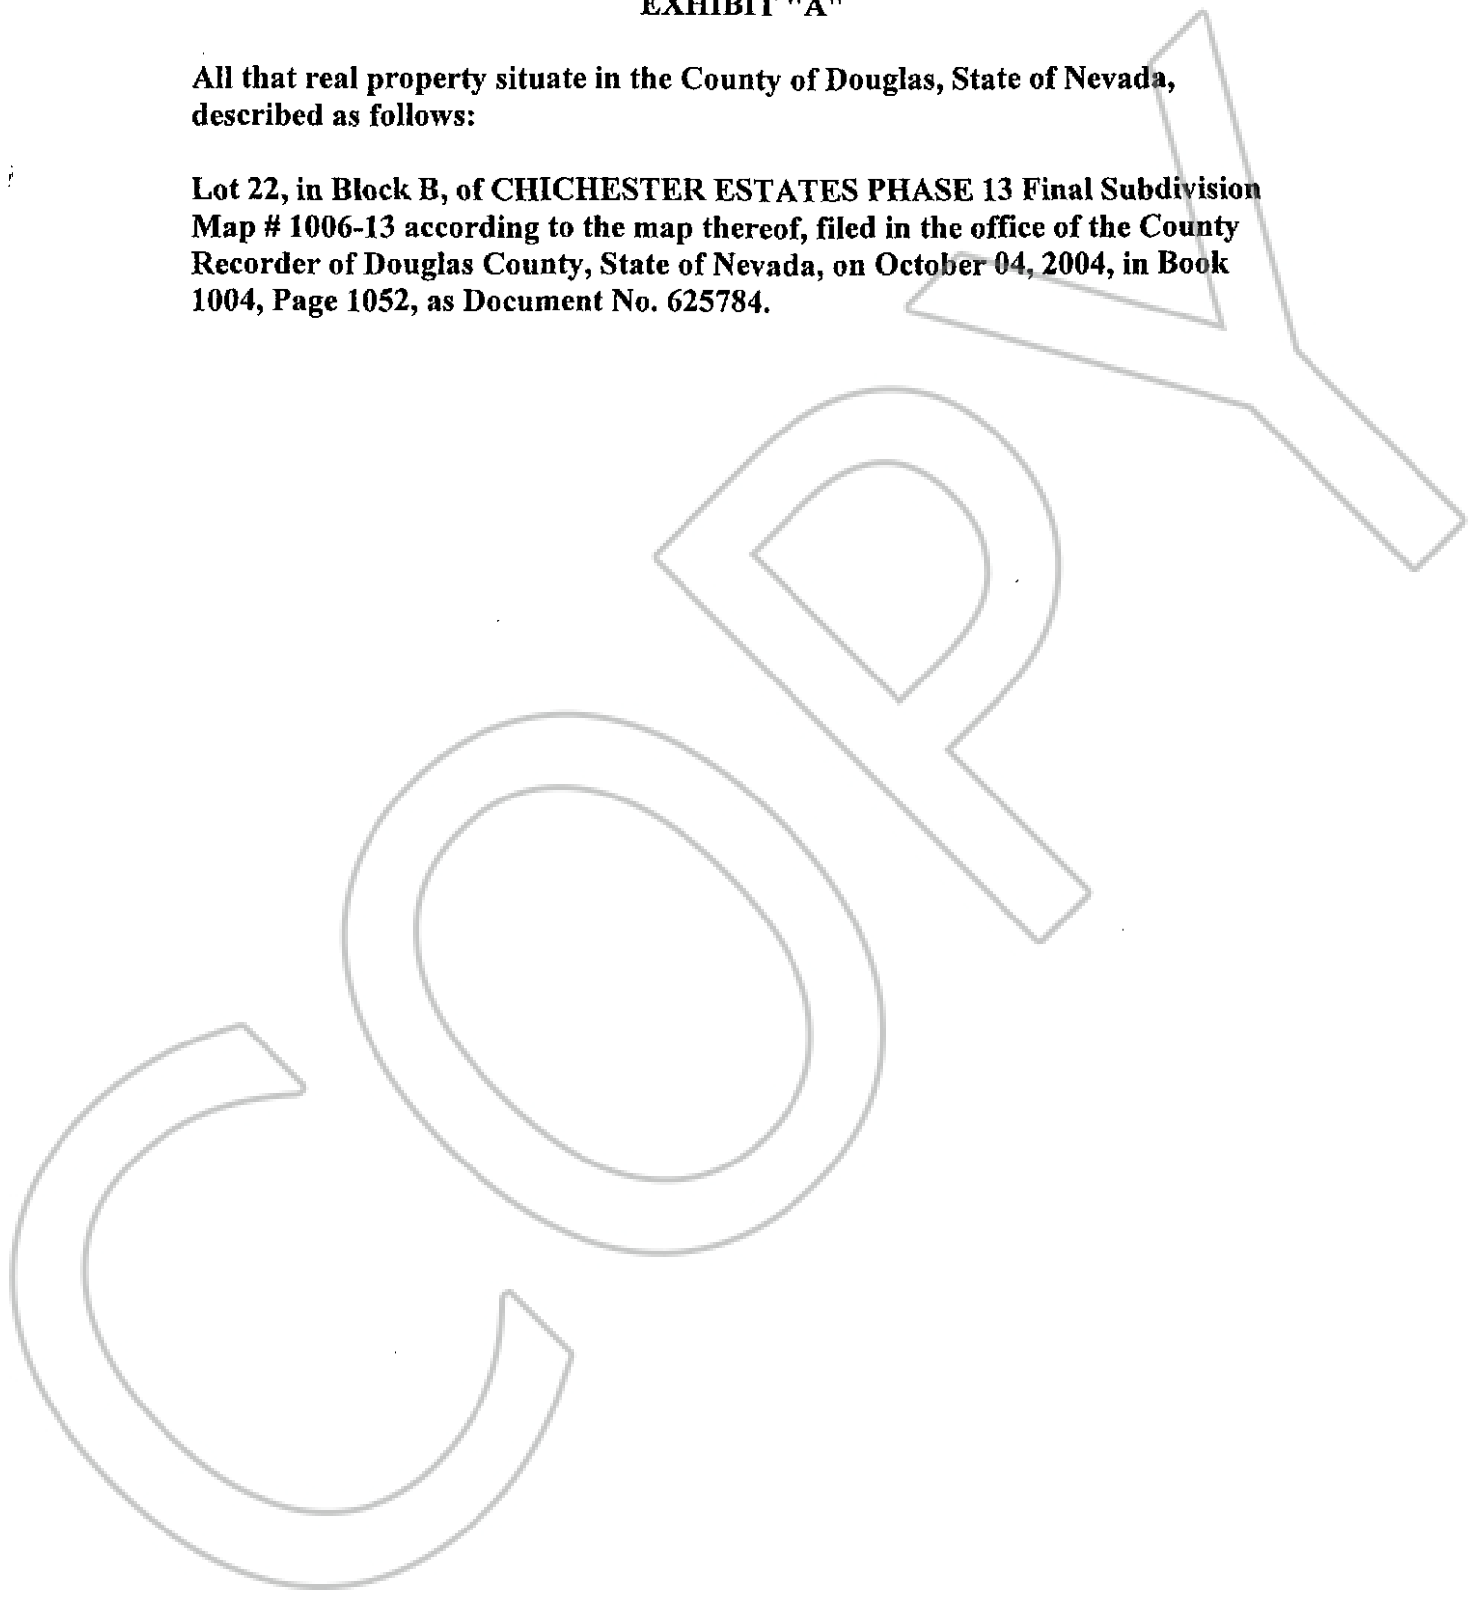 EXHIBIT "A"
All that real property situate in the County of Douglas, State of Nevada,
described as follows:
Lot 22, in Block B, of CHICHESTER ESTATES PHASE 13 Final Subdivision
Map # 1006-13 according to the map thereof, filed in the office of the County
Recorder of Douglas County, State of Nevada, on October 04, 2004, in Book
1004, Page 1052, as Document No. 625784.
COPY